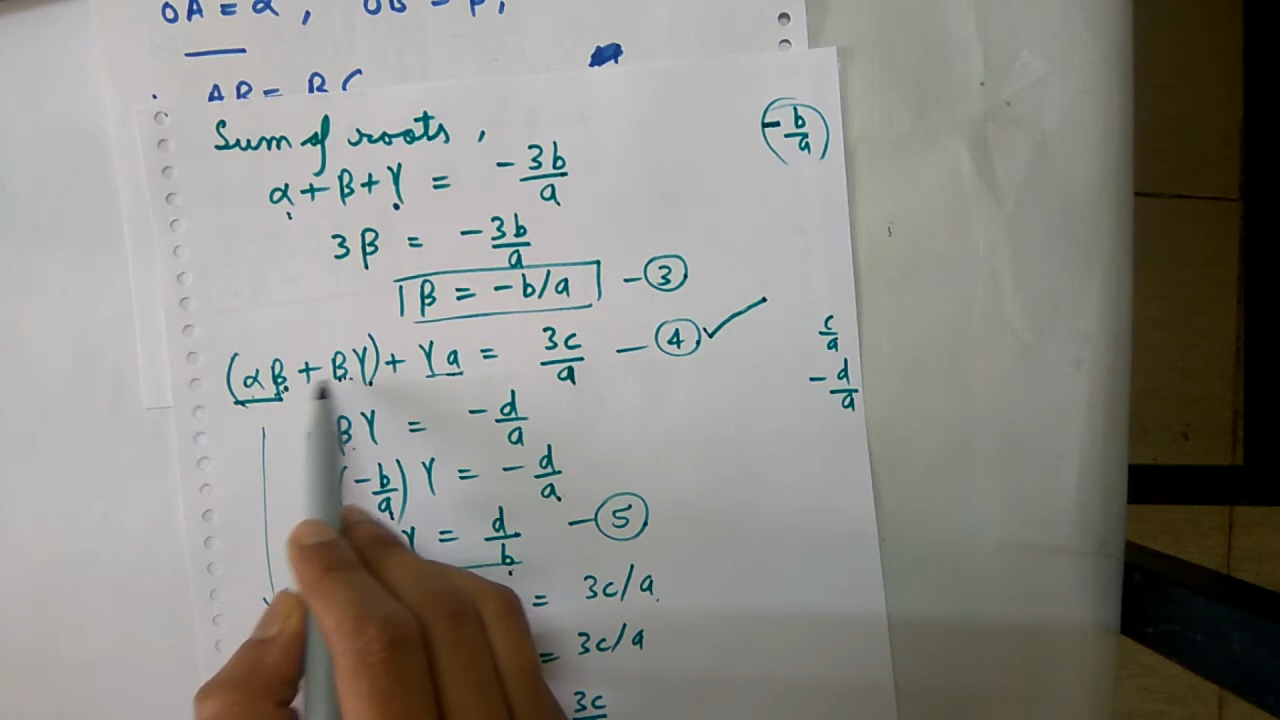 OA = α , OB = β ,
AB = BC
Sum of roots ,
α + β + γ = -3b/a
(-b/a)
3β = -3b/a
β = -b/a - ③
(αβ + βγ) + γa = 3c/a - ④ ✓
c/a
-d/a
βγ = -d/a
(-b/a) γ = -d/a
γ = d/b - ⑤
= 3c/a
= 3c/a
3c